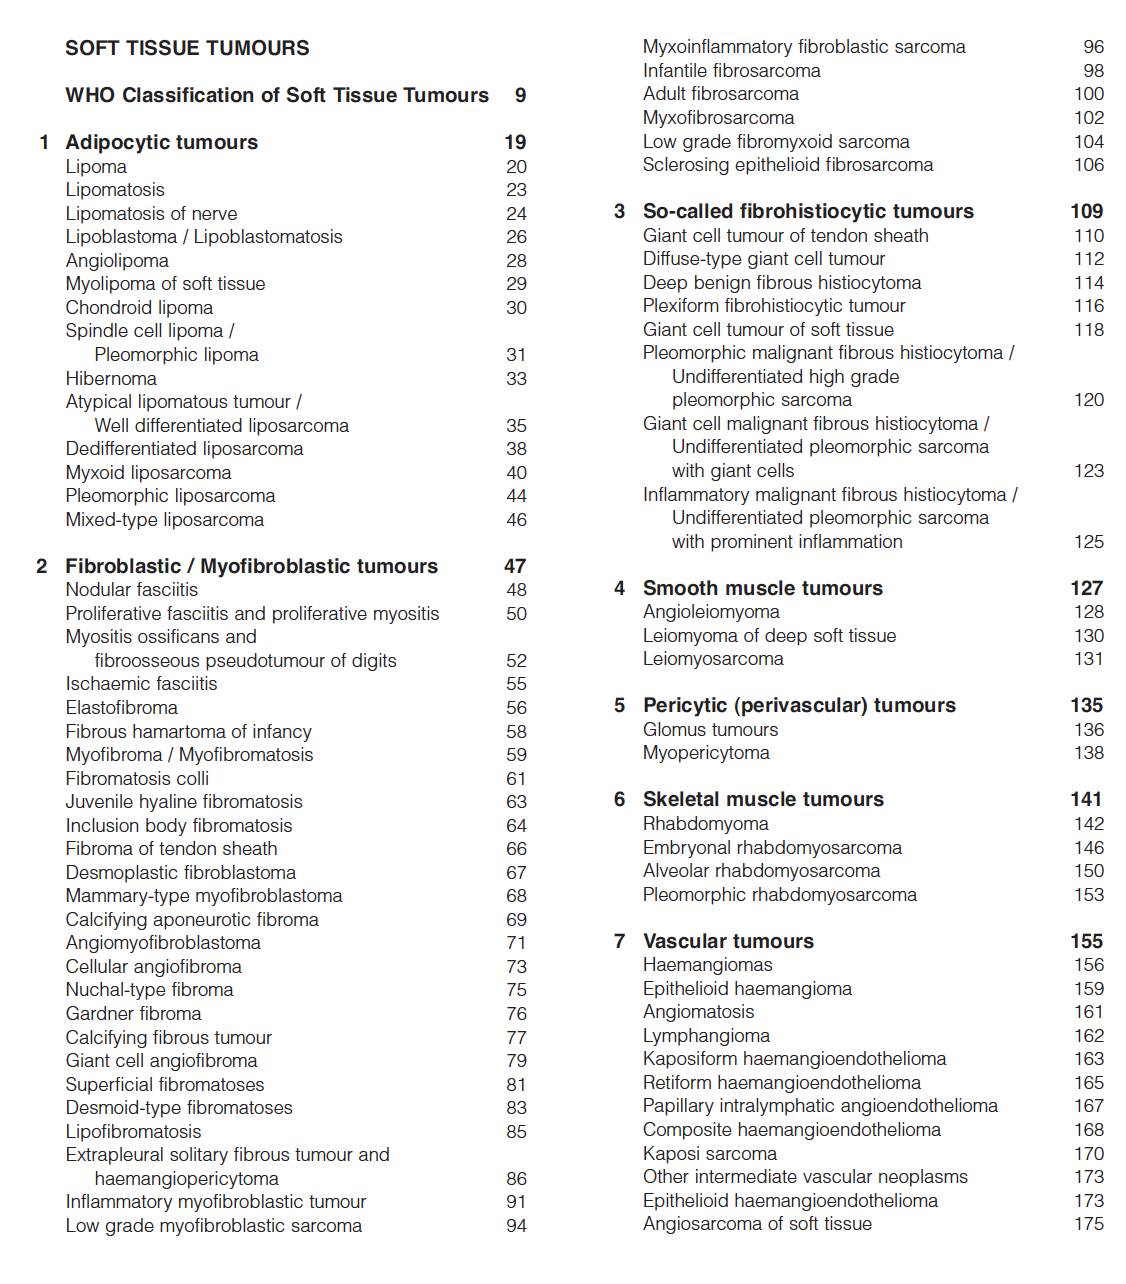 SOFT TISSUE TUMOURS
WHO Classification of Soft Tissue Tumours 9
1 Adipocytic tumours 19
Lipoma 20
Lipomatosis 23
Lipomatosis of nerve 24
Lipoblastoma / Lipoblastomatosis 26
Angiolipoma 28
Myolipoma of soft tissue 29
Chondroid lipoma 30
Spindle cell lipoma /
Pleomorphic lipoma 31
Hibernoma 33
Atypical lipomatous tumour /
Well differentiated liposarcoma 35
Dedifferentiated liposarcoma 38
Myxoid liposarcoma 40
Pleomorphic liposarcoma 44
Mixed-type liposarcoma 46
2 Fibroblastic / Myofibroblastic tumours 47
Nodular fasciitis 48
Proliferative fasciitis and proliferative myositis 50
Myositis ossificans and
fibroosseous pseudotumour of digits 52
Ischaemic fasciitis 55
Elastofibroma 56
Fibrous hamartoma of infancy 58
Myofibroma / Myofibromatosis 59
Fibromatosis colli 61
Juvenile hyaline fibromatosis 63
Inclusion body fibromatosis 64
Fibroma of tendon sheath 66
Desmoplastic fibroblastoma 67
Mammary-type myofibroblastoma 68
Calcifying aponeurotic fibroma 69
Angiomyofibroblastoma 71
Cellular angiofibroma 73
Nuchal-type fibroma 75
Gardner fibroma 76
Calcifying fibrous tumour 77
Giant cell angiofibroma 79
Superficial fibromatoses 81
Desmoid-type fibromatoses 83
Lipofibromatosis 85
Extrapleural solitary fibrous tumour and
haemangiopericytoma 86
Inflammatory myofibroblastic tumour 91
Low grade myofibroblastic sarcoma 94
Myxoinflammatory fibroblastic sarcoma 96
Infantile fibrosarcoma 98
Adult fibrosarcoma 100
Myxofibrosarcoma 102
Low grade fibromyxoid sarcoma 104
Sclerosing epithelioid fibrosarcoma 106
3 So-called fibrohistiocytic tumours 109
Giant cell tumour of tendon sheath 110
Diffuse-type giant cell tumour 112
Deep benign fibrous histiocytoma 114
Plexiform fibrohistiocytic tumour 116
Giant cell tumour of soft tissue 118
Pleomorphic malignant fibrous histiocytoma /
Undifferentiated high grade
pleomorphic sarcoma 120
Giant cell malignant fibrous histiocytoma /
Undifferentiated pleomorphic sarcoma
with giant cells 123
Inflammatory malignant fibrous histiocytoma /
Undifferentiated pleomorphic sarcoma
with prominent inflammation 125
4 Smooth muscle tumours 127
Angioleiomyoma 128
Leiomyoma of deep soft tissue 130
Leiomyosarcoma 131
5 Pericytic (perivascular) tumours 135
Glomus tumours 136
Myopericytoma 138
6 Skeletal muscle tumours 141
Rhabdomyoma 142
Embryonal rhabdomyosarcoma 146
Alveolar rhabdomyosarcoma 150
Pleomorphic rhabdomyosarcoma 153
7 Vascular tumours 155
Haemangiomas 156
Epithelioid haemangioma 159
Angiomatosis 161
Lymphangioma 162
Kaposiform haemangioendothelioma 163
Retiform haemangioendothelioma 165
Papillary intralymphatic angioendothelioma 167
Composite haemangioendothelioma 168
Kaposi sarcoma 170
Other intermediate vascular neoplasms 173
Epithelioid haemangioendothelioma 173
Angiosarcoma of soft tissue 175